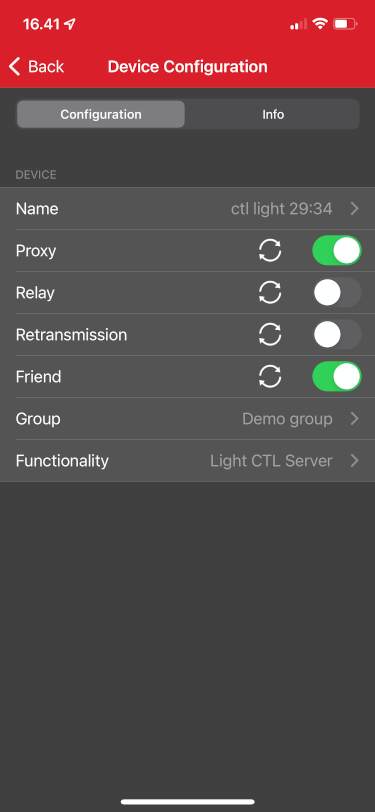 16.41
Back Device Configuration
Configuration Info
DEVICE
Name ctl light 29:34
Proxy
Relay
Retransmission
Friend
Group Demo group
Functionality Light CTL Server